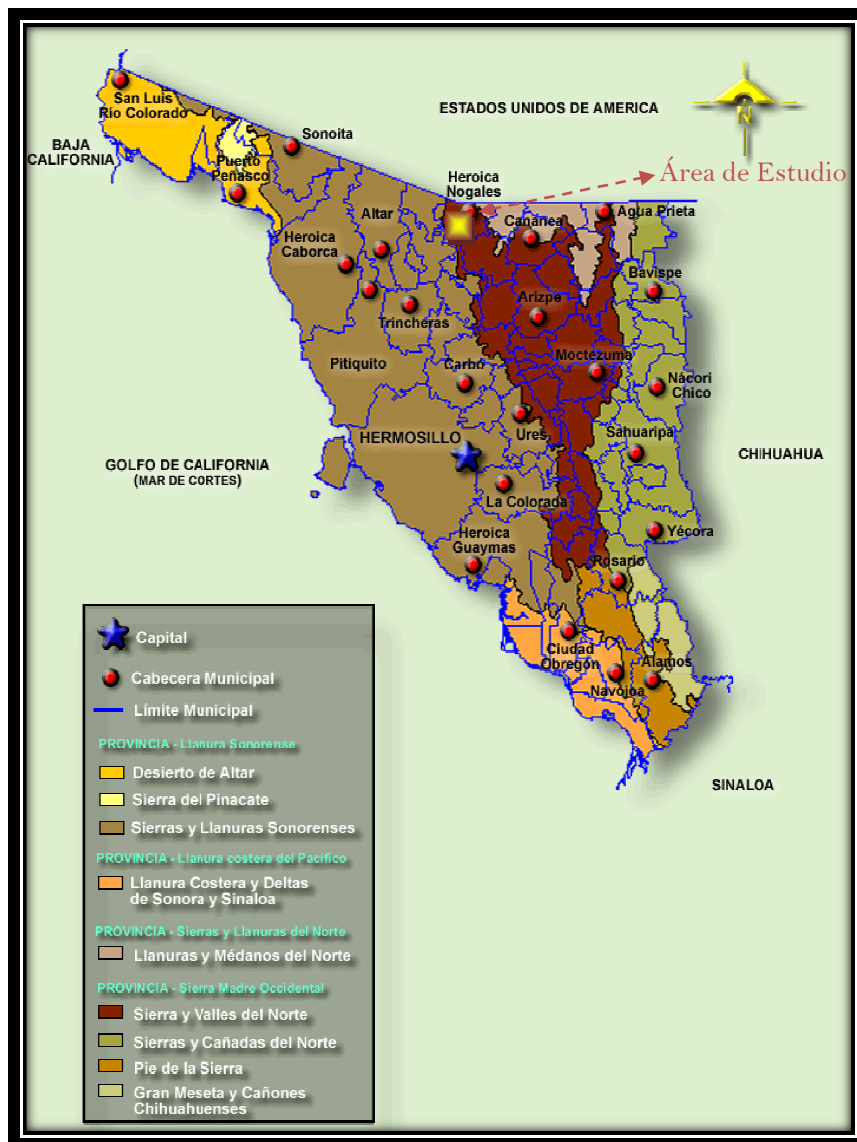 ESTADOS UNIDOS DE AMERICA
N
San Luis
Río Colorado
BAJA
CALIFORNIA
Sonoita
Puerto
Peñasco
Heroica
Nogales
Área de Estudio
Altar
Cananea
Agua Prieta
Heroica
Caborca
Bavispe
Arizpe
Trincheras
Pitiquito
Carbó
Moctezuma
Nácori
Chico
HERMOSILLO
Ures
Sahuaripa
GOLFO DE CALIFORNIA
(MAR DE CORTES)
CHIHUAHUA
La Colorada
Heroica
Guaymas
Yécora
Rosario
Ciudad
Obregón
Alamos
Navojoa
SINALOA
Capital
Cabecera Municipal
Límite Municipal
PROVINCIA - Llanura Sonorense
Desierto de Altar
Sierra del Pinacate
Sierras y Llanuras Sonorenses
PROVINCIA - Llanura costera del Pacifico
Llanura Costera y Deltas
de Sonora y Sinaloa
PROVINCIA - Sierras y Llanuras del Norte
Llanuras y Médanos del Norte
PROVINCIA - Sierra Madre Occidental
Sierra y Valles del Norte
Sierras y Cañadas del Norte
Pie de la Sierra
Gran Meseta y Cañones
Chihuahuenses